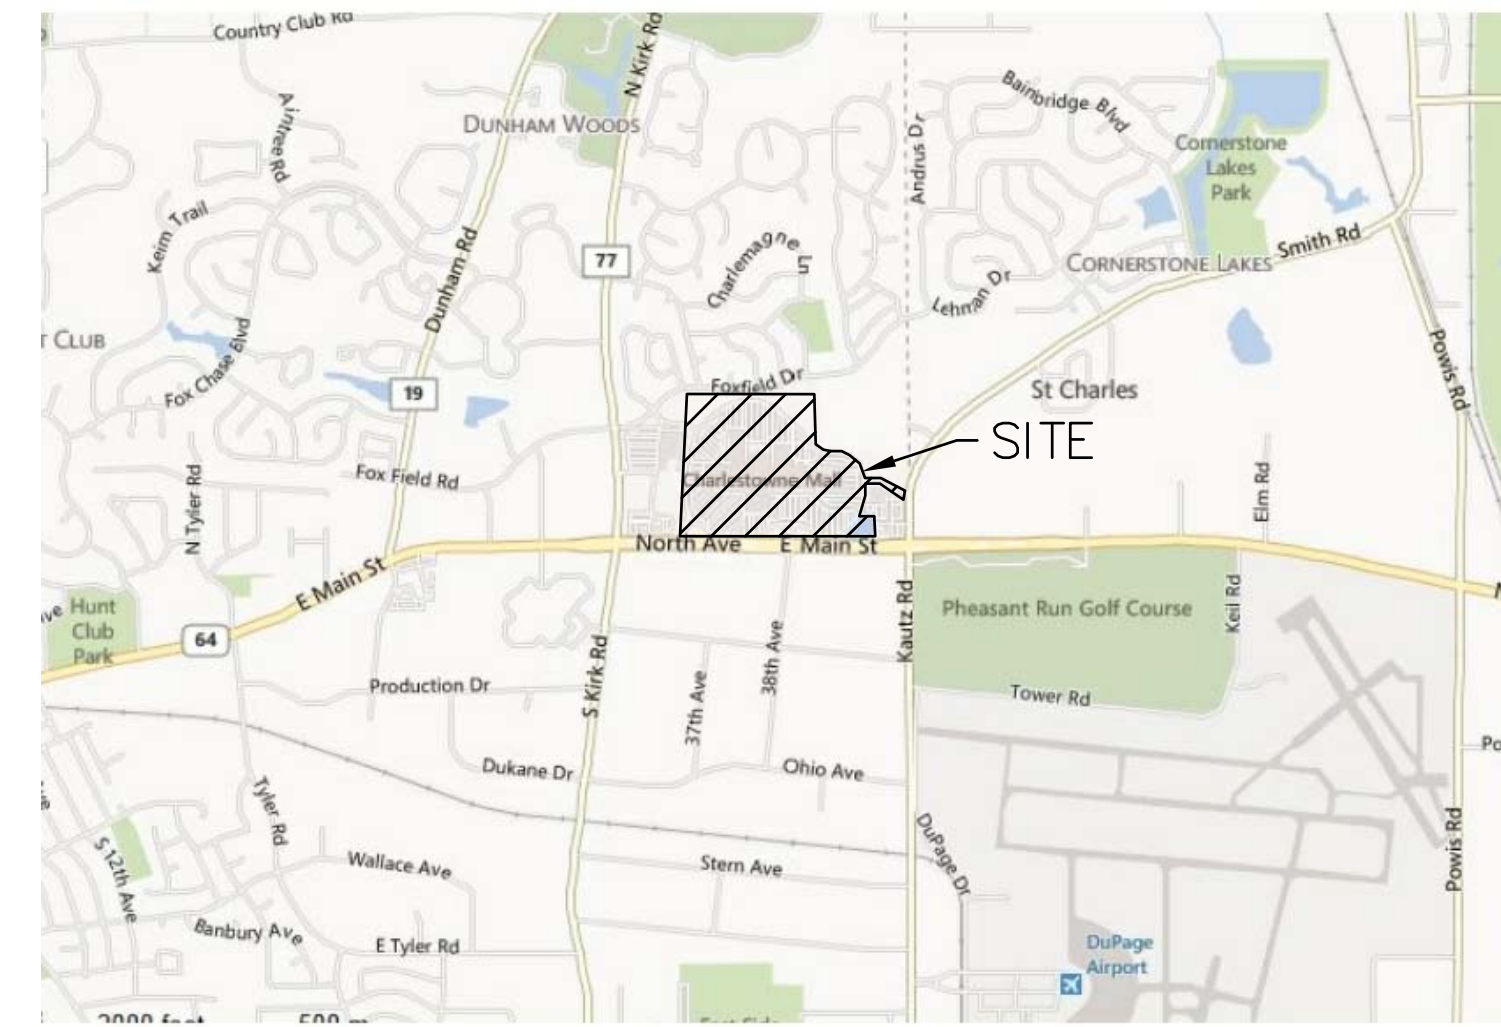 Country Club Rd
N Kirk Rd
Aintree Rd
DUNHAM WOODS
Bainbridge Blvd
Andrus Dr
Cornerstone
Lakes
Park
Keim Trail
Dunham Rd
77
Charlemagne Ln
Smith Rd
CORNERSTONE LAKES
Lehman Dr
T CLUB
Fox Chase Blvd
Powis Rd
19
Foxfield Dr
St Charles
SITE
Fox Field Rd
Charlestowne Mall
N Tyler Rd
Elm Rd
North Ave
E Main St
E Main St
Hunt
Club
Park
64
Kautz Rd
Pheasant Run Golf Course
Keil Rd
S Kirk Rd
38th Ave
Production Dr
37th Ave
Tower Rd
Dukane Dr
Ohio Ave
Tyler Rd
DuPage Dr
Powis Rd
S 12th Ave
Wallace Ave
Stern Ave
Banbury Ave
E Tyler Rd
DuPage
Airport